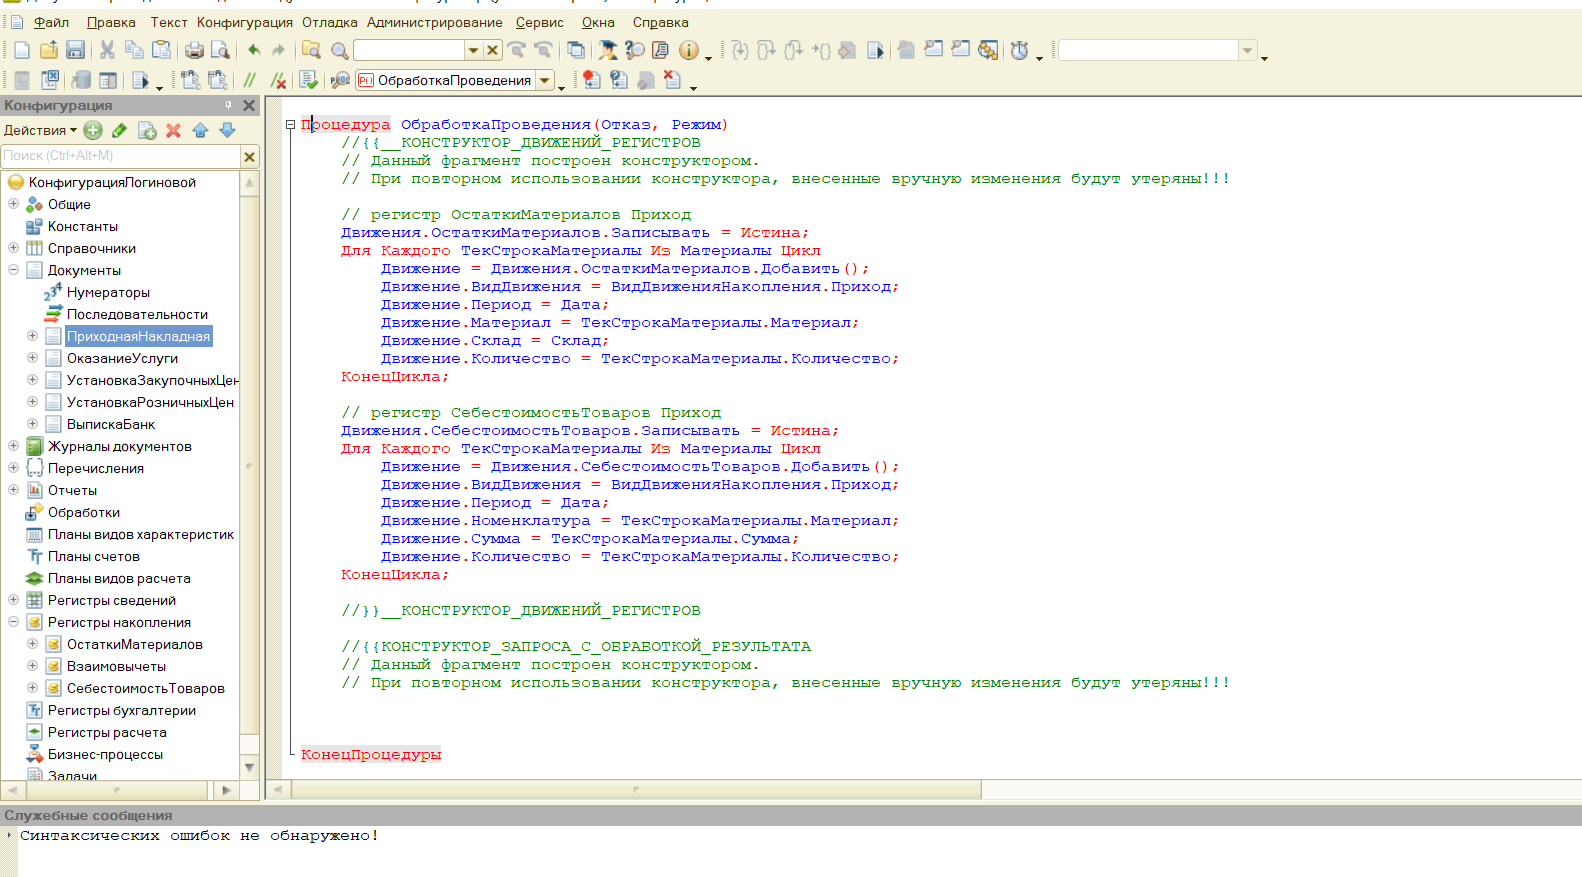 Файл Правка Текст Конфигурация Отладка Администрирование Сервис Окна Справка
ОбработкаПроведения
Конфигурация
Действия
Поиск (Ctrl+Alt+M)
КонфигурацияЛогиновой
Общие
Константы
Справочники
Документы
Нумераторы
Последовательности
ПриходнаяНакладная
ОказаниеУслуги
УстановкаЗакупочныхЦен
УстановкаРозничныхЦен
ВыпискаБанк
Журналы документов
Перечисления
Отчеты
Обработки
Планы видов характеристик
Планы счетов
Планы видов расчета
Регистры сведений
Регистры накопления
ОстаткиМатериалов
Взаимовычеты
СебестоимостьТоваров
Регистры бухгалтерии
Регистры расчета
Бизнес-процессы
Задачи
Процедура ОбработкаПроведения(Отказ, Режим)
//{{__КОНСТРУКТОР_ДВИЖЕНИЙ_РЕГИСТРОВ
// Данный фрагмент построен конструктором.
// При повторном использовании конструктора, внесенные вручную изменения будут утеряны!!!
// регистр ОстаткиМатериалов Приход
Движения.ОстаткиМатериалов.Записывать = Истина;
Для Каждого ТекСтрокаМатериалы Из Материалы Цикл
Движение = Движения.ОстаткиМатериалов.Добавить();
Движение.ВидДвижения = ВидДвиженияНакопления.Приход;
Движение.Период = Дата;
Движение.Материал = ТекСтрокаМатериалы.Материал;
Движение.Склад = Склад;
Движение.Количество = ТекСтрокаМатериалы.Количество;
КонецЦикла;
// регистр СебестоимостьТоваров Приход
Движения.СебестоимостьТоваров.Записывать = Истина;
Для Каждого ТекСтрокаМатериалы Из Материалы Цикл
Движение = Движения.СебестоимостьТоваров.Добавить();
Движение.ВидДвижения = ВидДвиженияНакопления.Приход;
Движение.Период = Дата;
Движение.Номенклатура = ТекСтрокаМатериалы.Материал;
Движение.Сумма = ТекСтрокаМатериалы.Сумма;
Движение.Количество = ТекСтрокаМатериалы.Количество;
КонецЦикла;
//}}__КОНСТРУКТОР_ДВИЖЕНИЙ_РЕГИСТРОВ
//{{КОНСТРУКТОР_ЗАПРОСА_С_ОБРАБОТКОЙ_РЕЗУЛЬТАТА
// Данный фрагмент построен конструктором.
// При повторном использовании конструктора, внесенные вручную изменения будут утеряны!!!
КонецПроцедуры
Служебные сообщения
Синтаксических ошибок не обнаружено!